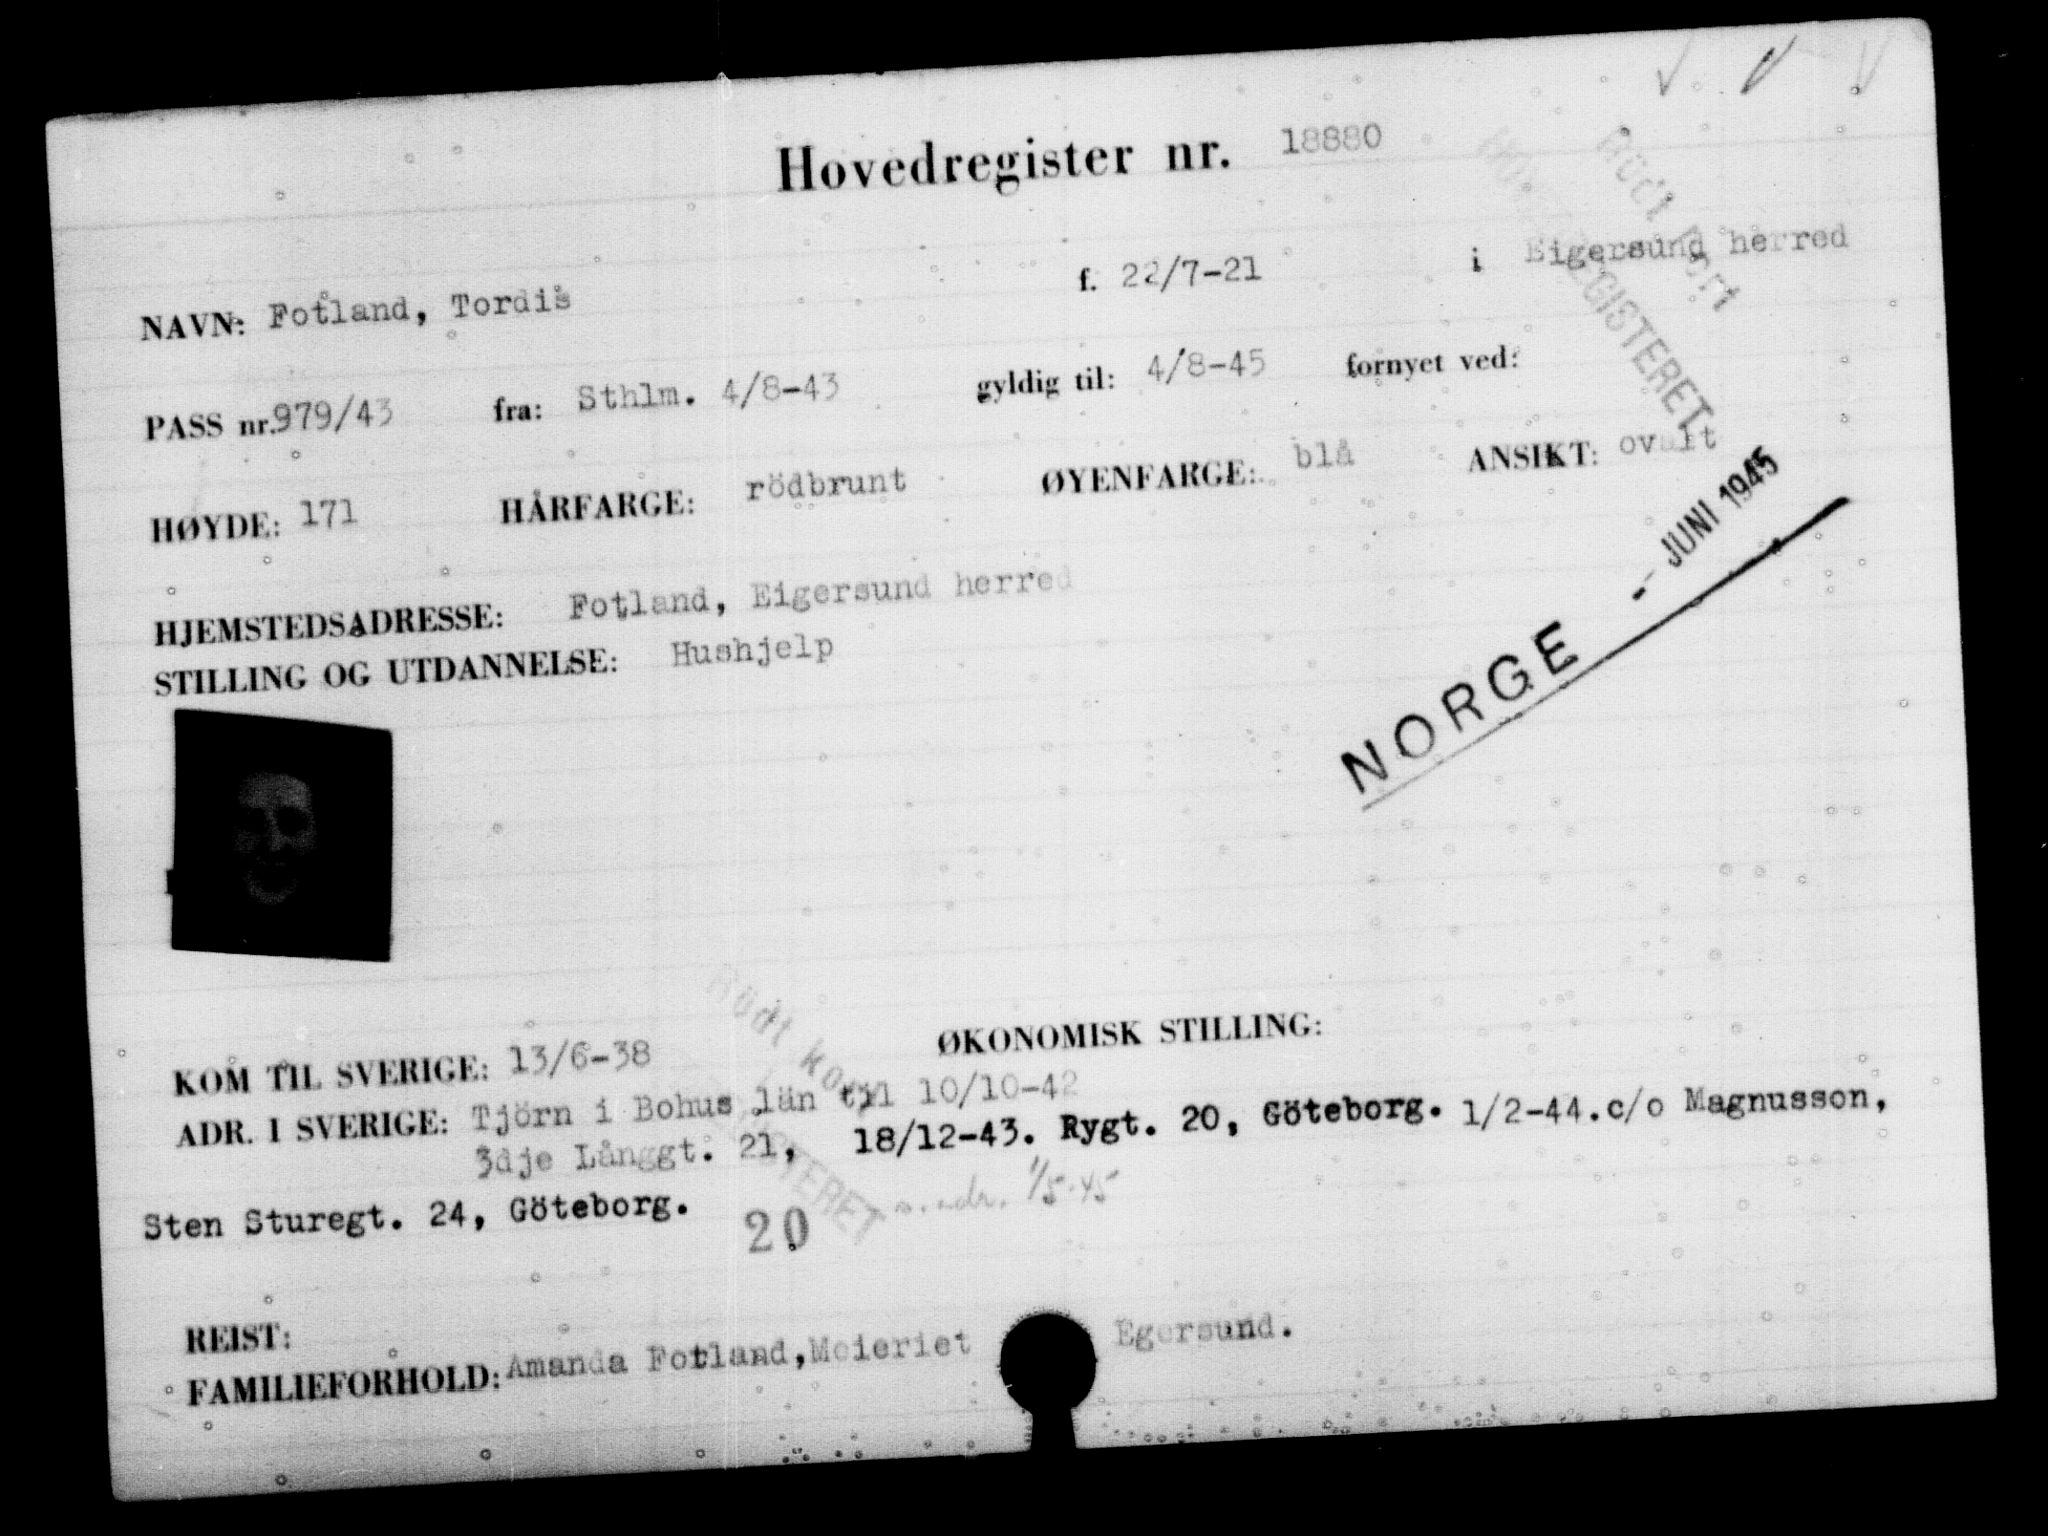 Hovedregister nr. 18880
NAVN: Fotland, Tordis f. 22/7-21 i Eigersund herred
PASS nr. 979/43 fra: Sthlm. 4/8-43 gyldig til: 4/8-45 fornyet ved:
HØYDE: 171 HÅRFARGE: rödbrunt ØYENFARGE: blå ANSIKT: ovalt
HJEMSTEDSADRESSE: Fotland, Eigersund herred
STILLING OG UTDANNELSE: Hushjelp
- JUNI 1945
NORGE
KOM TIL SVERIGE: 13/6-38 ØKONOMISK STILLING:
ADR. I SVERIGE: Tjörn i Bohus län til 10/10-42
3dje Långgt. 21, 18/12-43. Rygt. 20, Göteborg. 1/2-44.c/o Magnusson,
Sten Sturegt. 24, Göteborg. 20 1/5-45
REIST:
FAMILIEFORHOLD: Amanda Fotland, Meieriet Egersund.